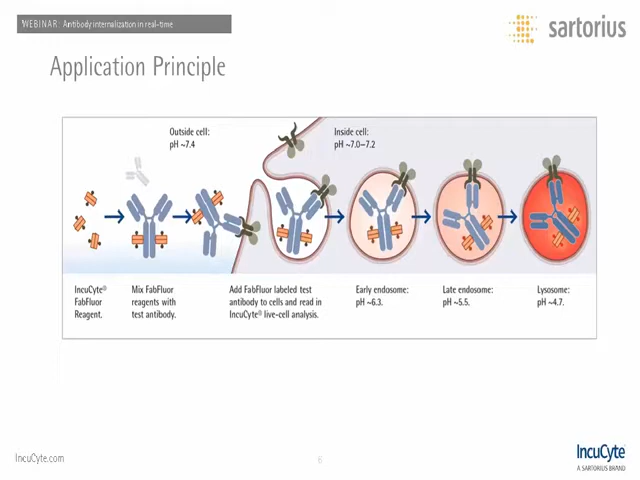 WEBINAR: Antibody internalization in real-time
sartorius
Application Principle
Outside cell:
pH ~7.4
Inside cell:
pH ~7.0–7.2
IncuCyte®
FabFluor
Reagent.
Mix FabFluor
reagents with
test antibody.
Add FabFluor labeled test
antibody to cells and read in
IncuCyte® live-cell analysis.
Early endosome:
pH ~6.3.
Late endosome:
pH ~5.5.
Lysosome:
pH ~4.7.
IncuCyte.com
6
IncuCyte®
A SARTORIUS BRAND